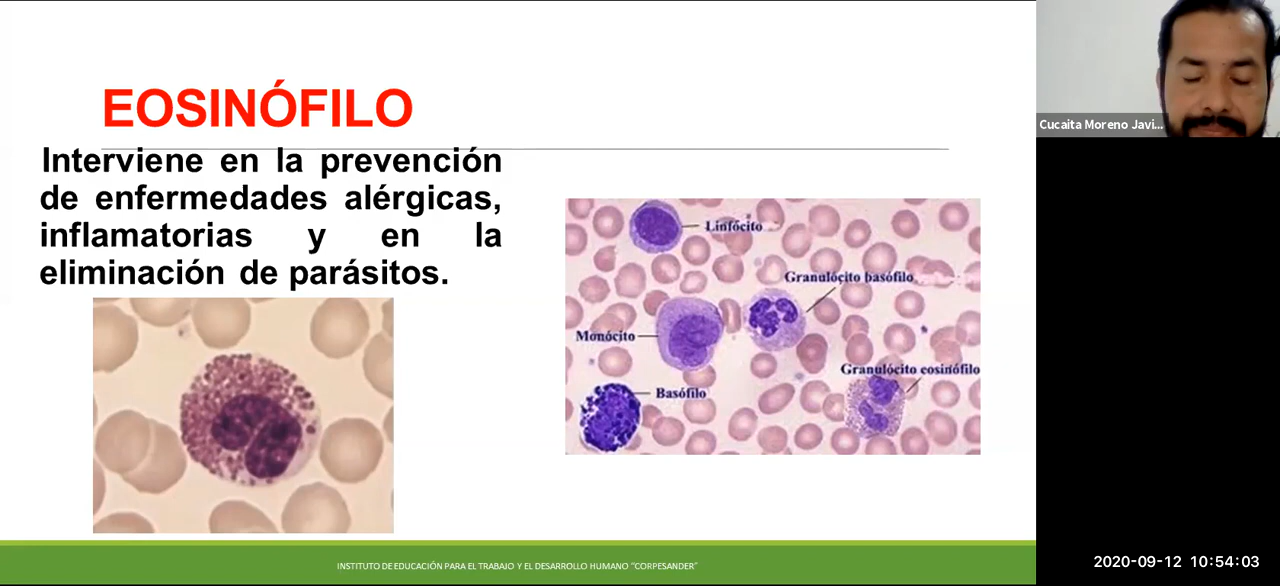 EOSINÓFILO
Interviene en la prevención
de enfermedades alérgicas,
inflamatorias y en la
eliminación de parásitos.
Linfócito
Granulócito basófilo
Monócito
Granulócito eosinófilo
Basófilo
INSTITUTO DE EDUCACIÓN PARA EL TRABAJO Y EL DESARROLLO HUMANO "CORPESANDER"
Cucaita Moreno Javi...
2020-09-12 10:54:03